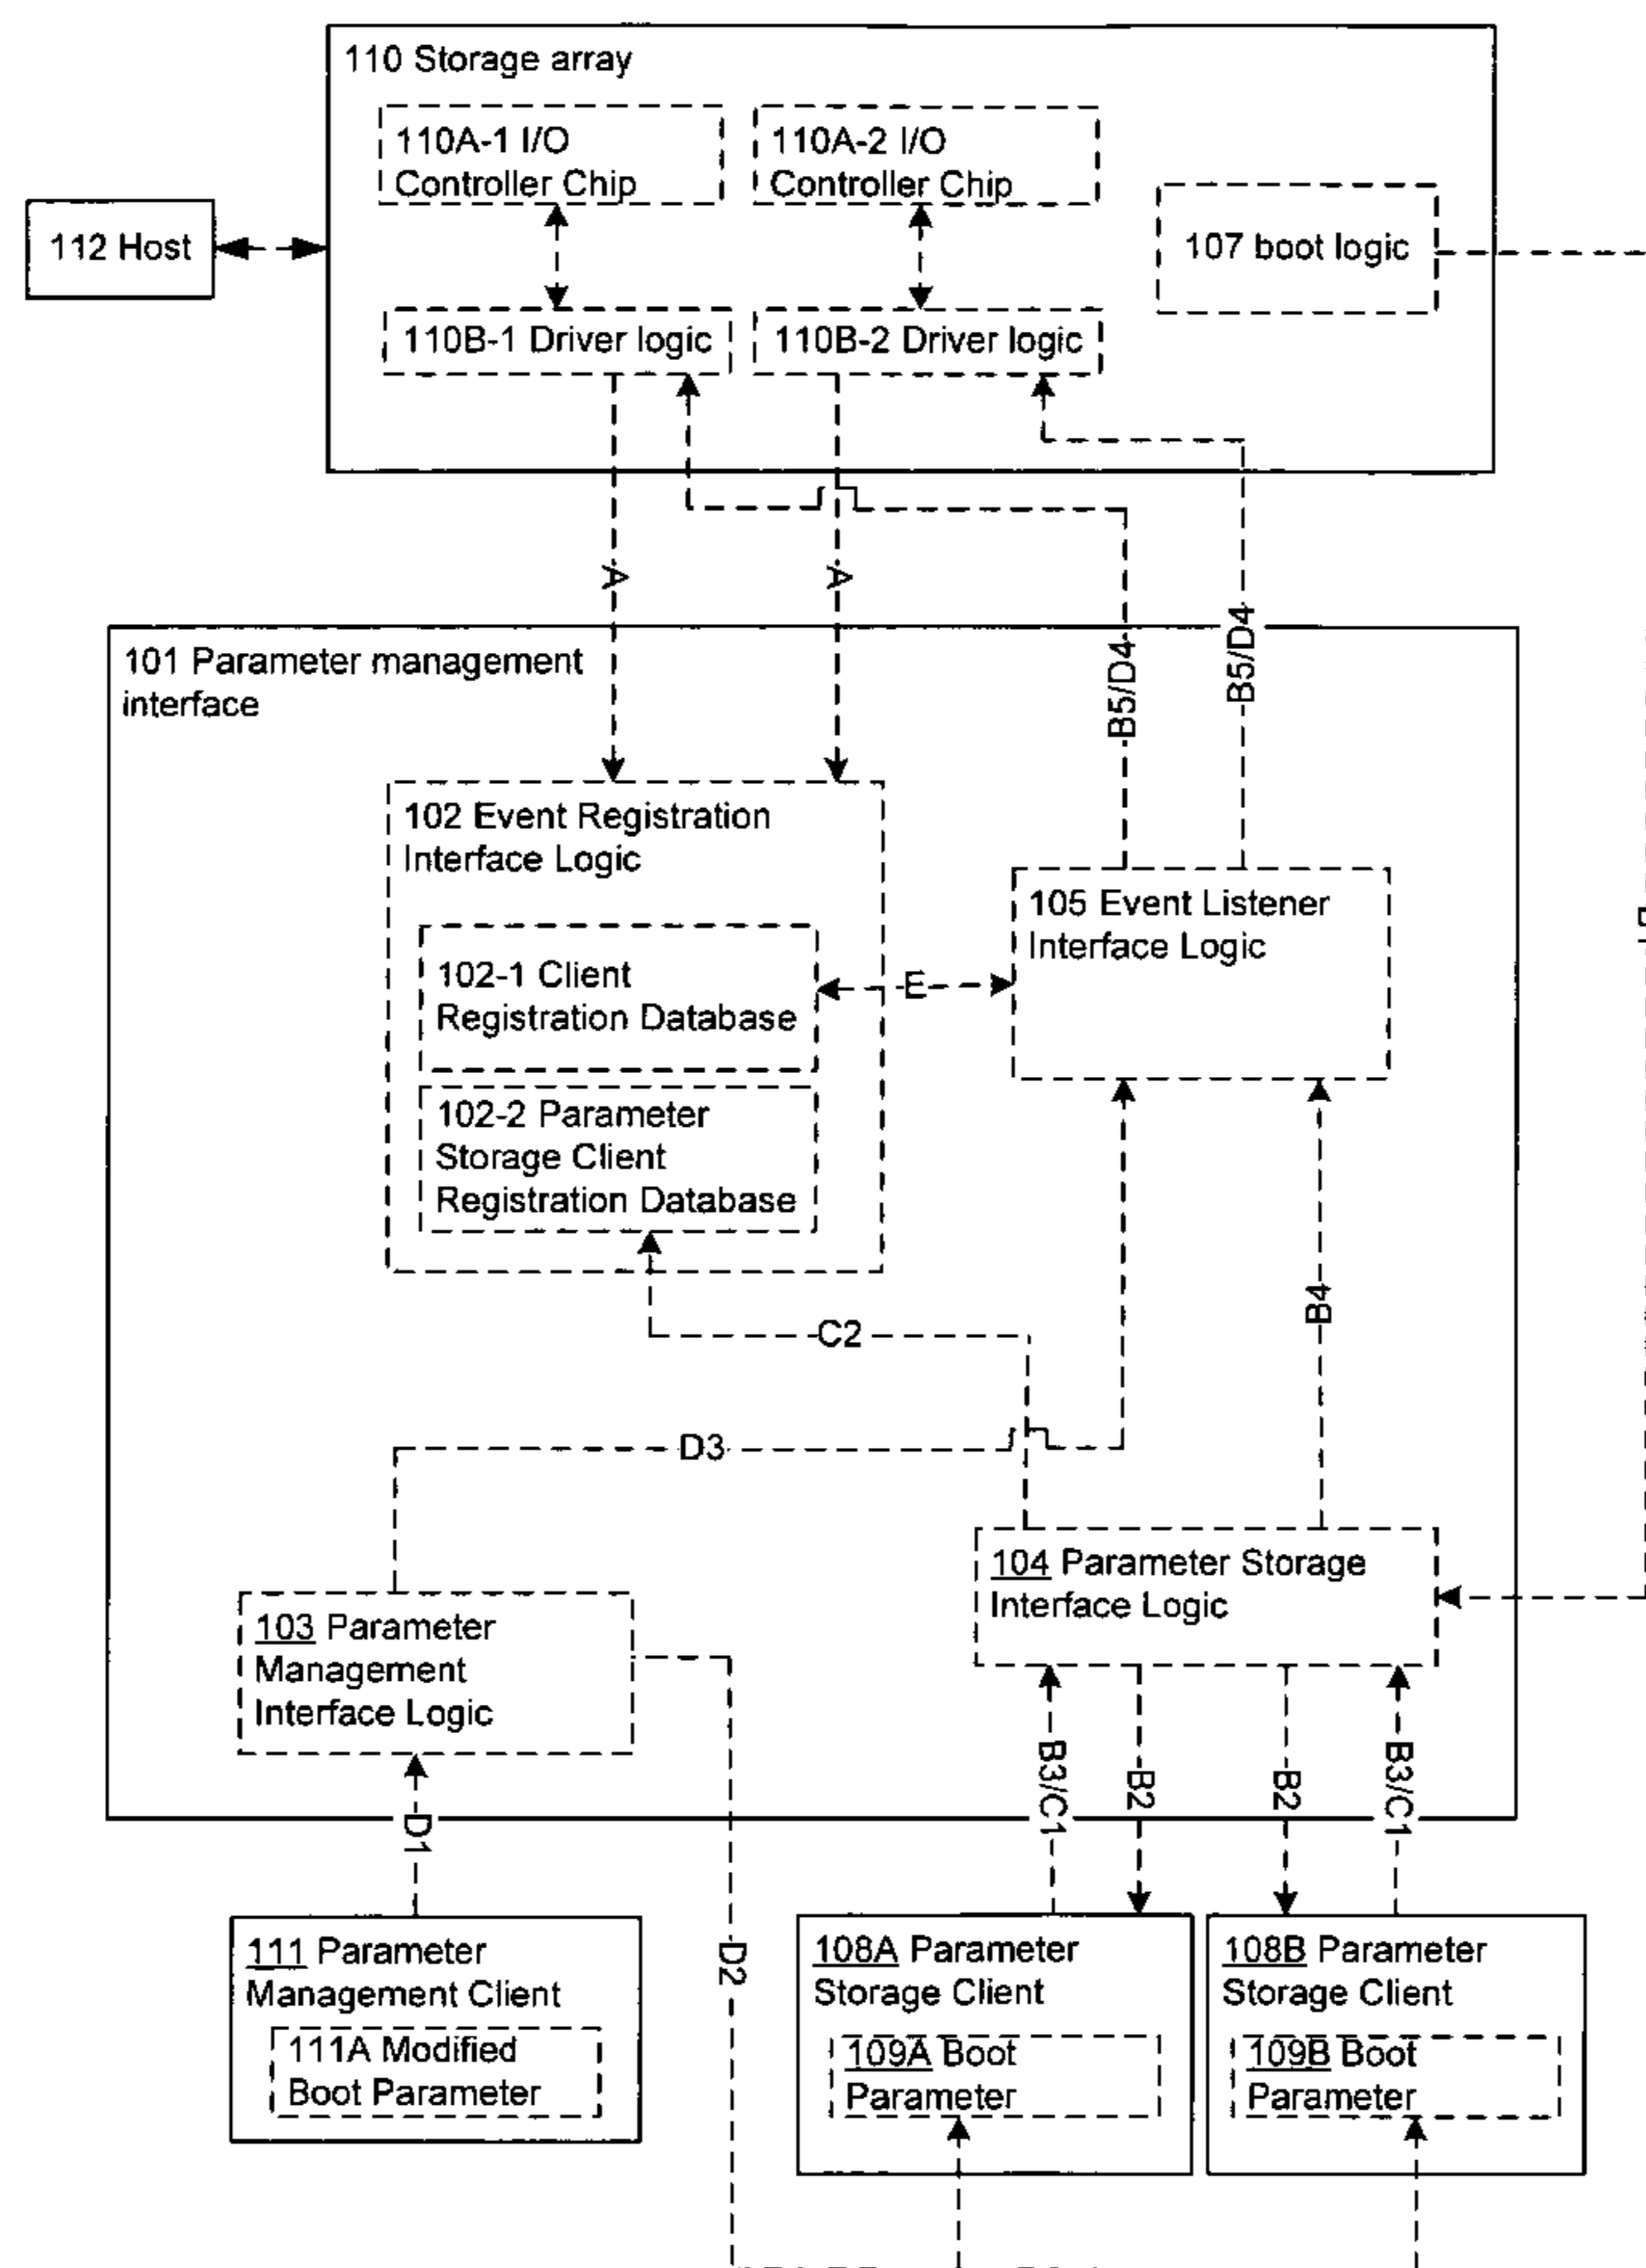 110 Storage array
110A-1 I/O
Controller Chip
110A-2 I/O
Controller Chip
112 Host
107 boot logic
110B-1 Driver logic
110B-2 Driver logic
A
A
B5/D4
B5/D4
101 Parameter management
interface
102 Event Registration
Interface Logic
105 Event Listener
Interface Logic
102-1 Client
Registration Database
E
102-2 Parameter
Storage Client
Registration Database
B4
C2
D3
104 Parameter Storage
Interface Logic
103 Parameter
Management
Interface Logic
B3/C1
B2
B2
B3/C1
D1
D2
111 Parameter
Management Client
111A Modified
Boot Parameter
108A Parameter
Storage Client
109A Boot
Parameter
108B Parameter
Storage Client
109B Boot
Parameter